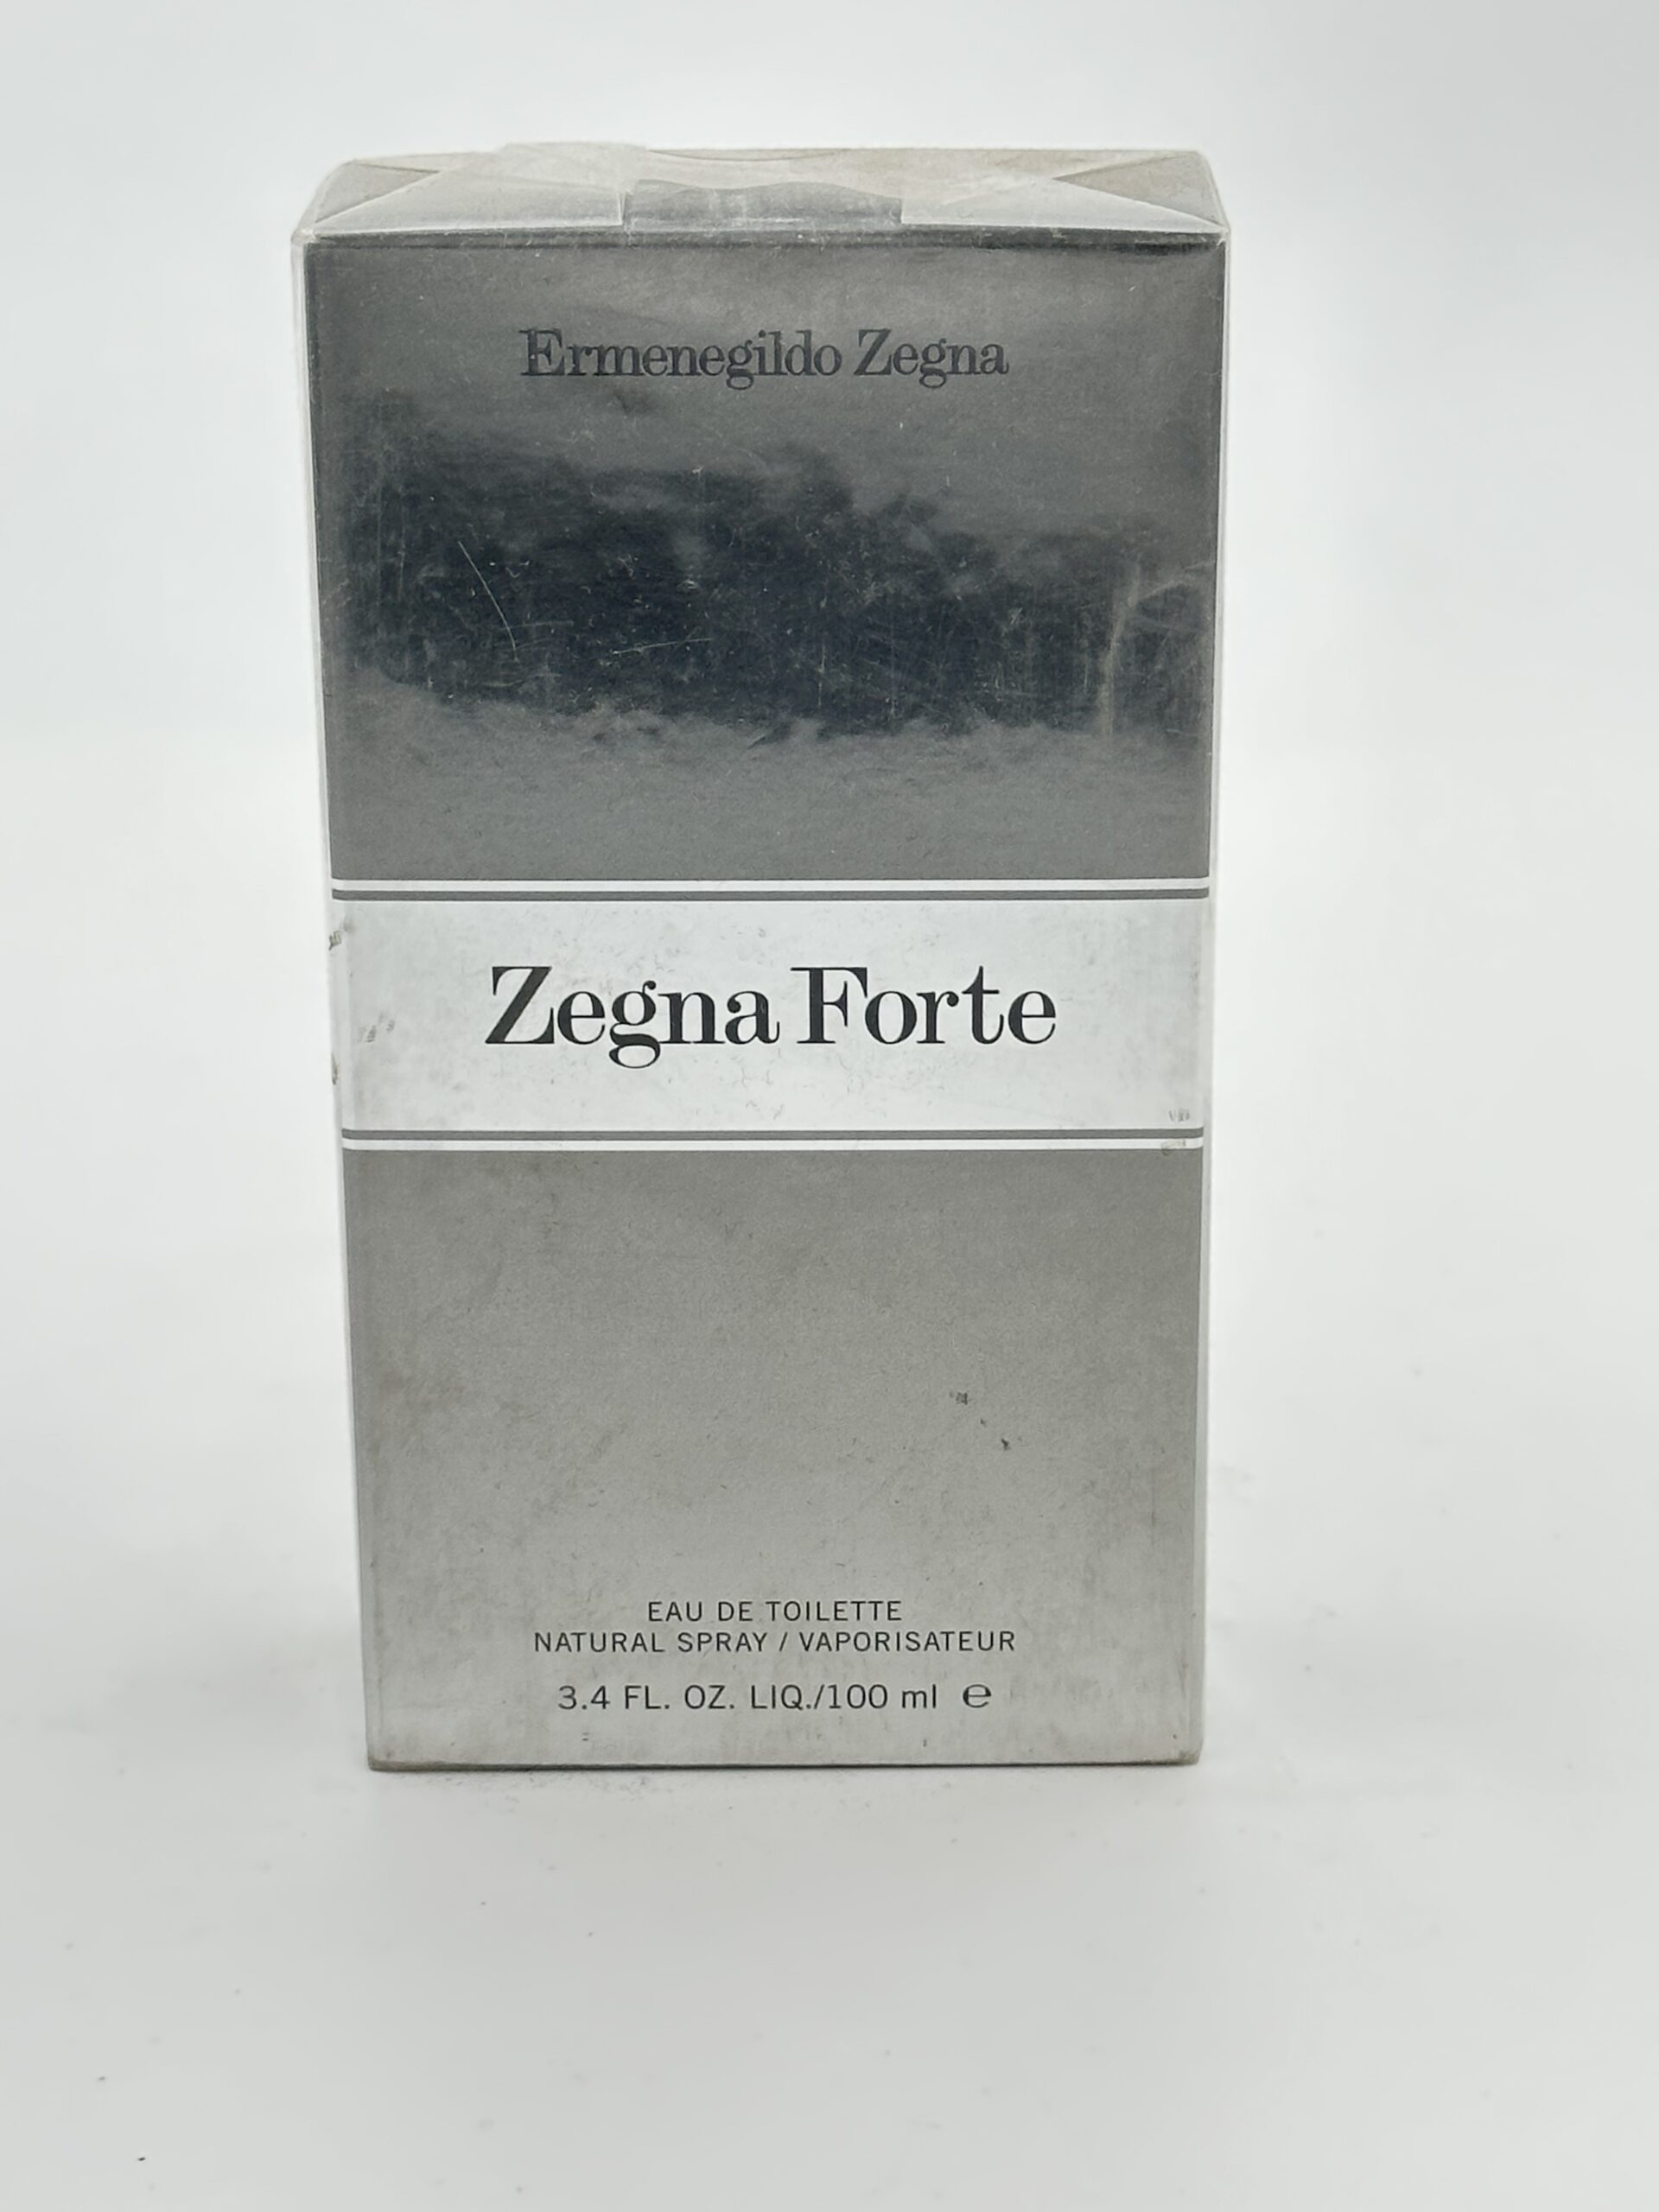 Ermenegildo Zegna
Zegna Forte
EAU DE TOILETTE
NATURAL SPRAY / VAPORISATEUR
3.4 FL. OZ. LIQ./100 ml ℮